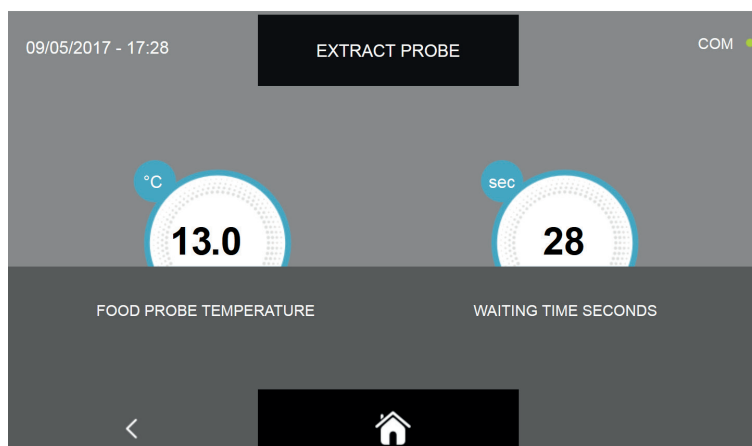 09/05/2017 - 17:28
EXTRACT PROBE
COM
°C
13.0
sec
28
FOOD PROBE TEMPERATURE
WAITING TIME SECONDS